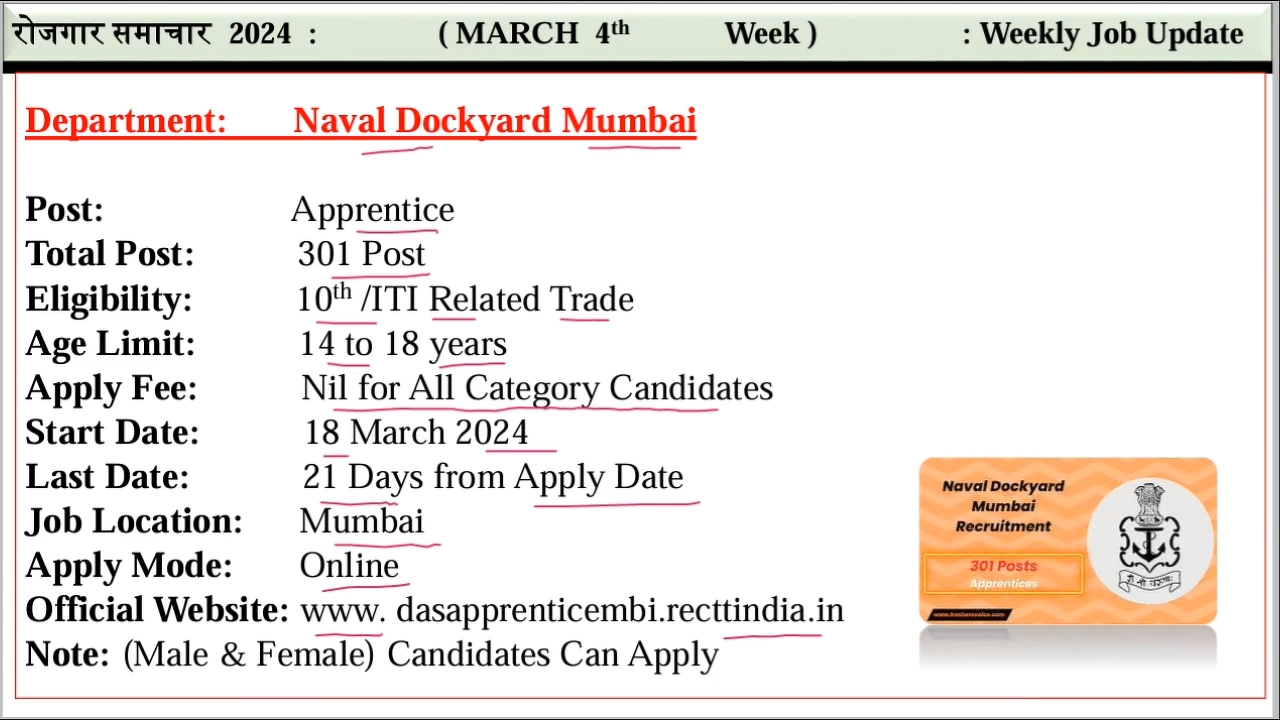 रोजगार समाचार 2024 : ( MARCH 4th Week ) : Weekly Job Update
Department: Naval Dockyard Mumbai
Post: Apprentice
Total Post: 301 Post
Eligibility: 10th /ITI Related Trade
Age Limit: 14 to 18 years
Apply Fee: Nil for All Category Candidates
Start Date: 18 March 2024
Last Date: 21 Days from Apply Date
Job Location: Mumbai
Apply Mode: Online
Official Website: www. dasapprenticembi.recttindia.in
Note: (Male & Female) Candidates Can Apply
Naval Dockyard
Mumbai
Recruitment
301 Posts
Apprentices
www.freshersvoice.com